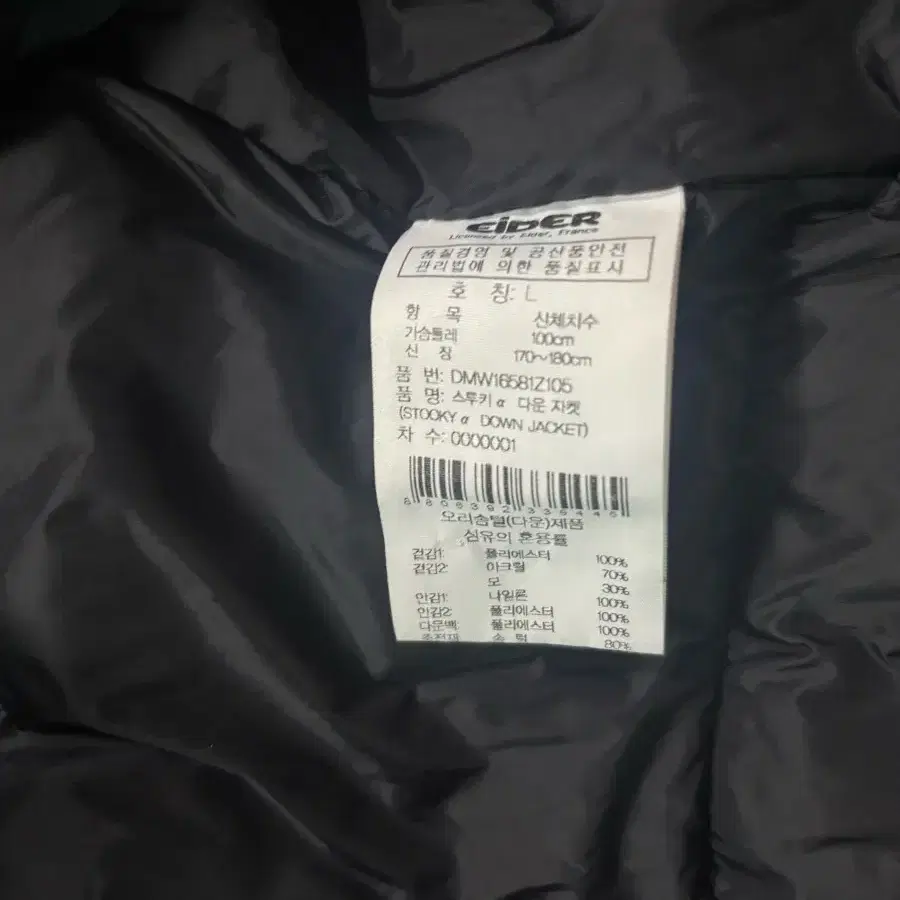 EiDER
Licensed by Eider, France
품질경영 및 공산품안전
관리법에 의한 품질표시
호 칭: L
항 목 신체치수
가슴둘레 100cm
신 장 170~180cm
품 번: DMW16581Z105
품 명: 스투키α 다운 자켓
(STOOKYα DOWN JACKET)
차 수: 0000001
오리솜털(다운)제품
섬유의 혼용률
겉감1: 폴리에스터 100%
겉감2: 아크릴 70%
모 30%
안감1: 나일론 100%
안감2: 폴리에스터 100%
다운백: 폴리에스터 100%
충전재 솜 털 80%